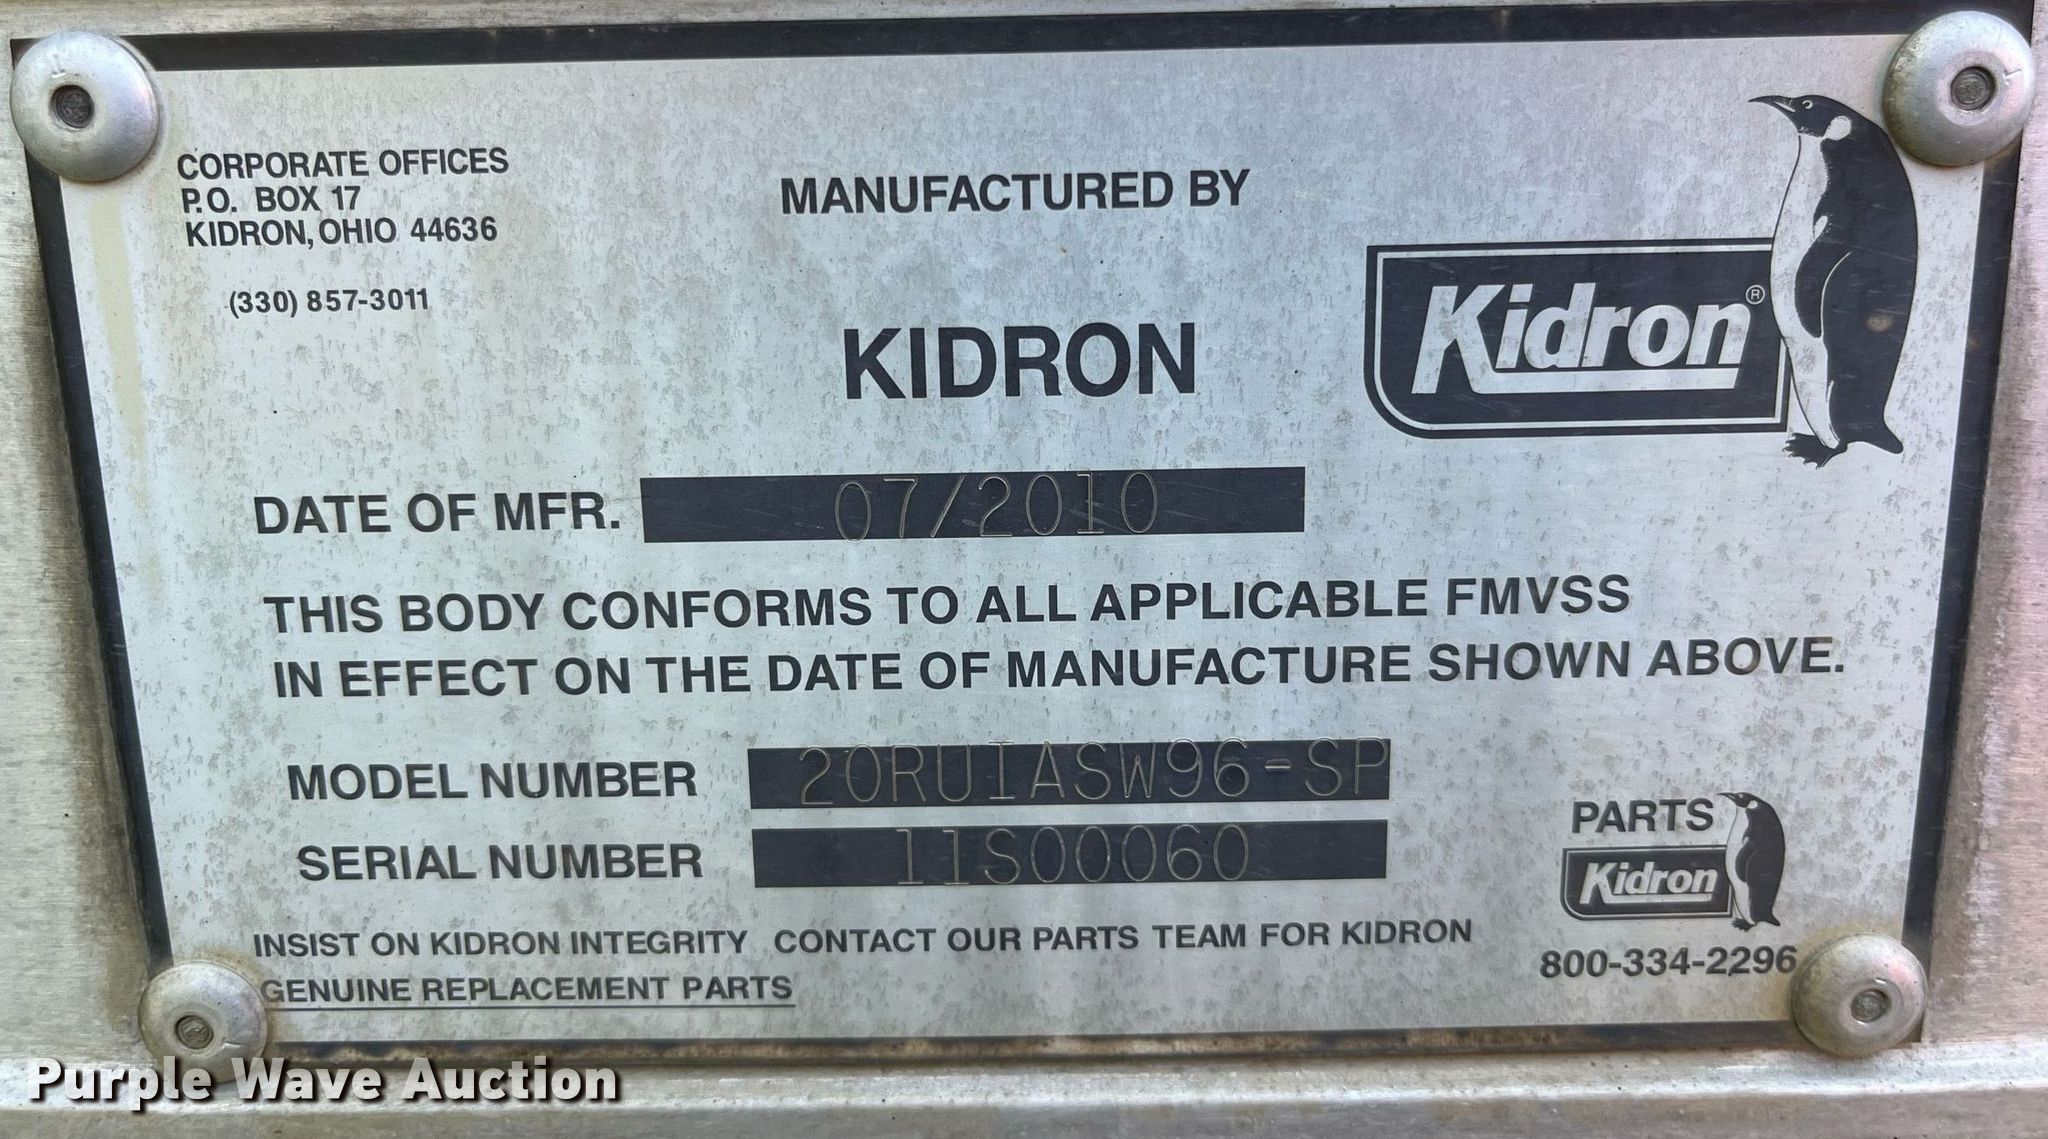 CORPORATE OFFICES
P.O. BOX 17
KIDRON, OHIO 44636
(330) 857-3011
MANUFACTURED BY
KIDRON
Kidron®
DATE OF MFR. 07/2010
THIS BODY CONFORMS TO ALL APPLICABLE FMVSS
IN EFFECT ON THE DATE OF MANUFACTURE SHOWN ABOVE.
MODEL NUMBER 20RUIASW96-SP
SERIAL NUMBER 11S00060
INSIST ON KIDRON INTEGRITY CONTACT OUR PARTS TEAM FOR KIDRON
GENUINE REPLACEMENT PARTS
PARTS
Kidron
800-334-2296
Purple Wave Auction